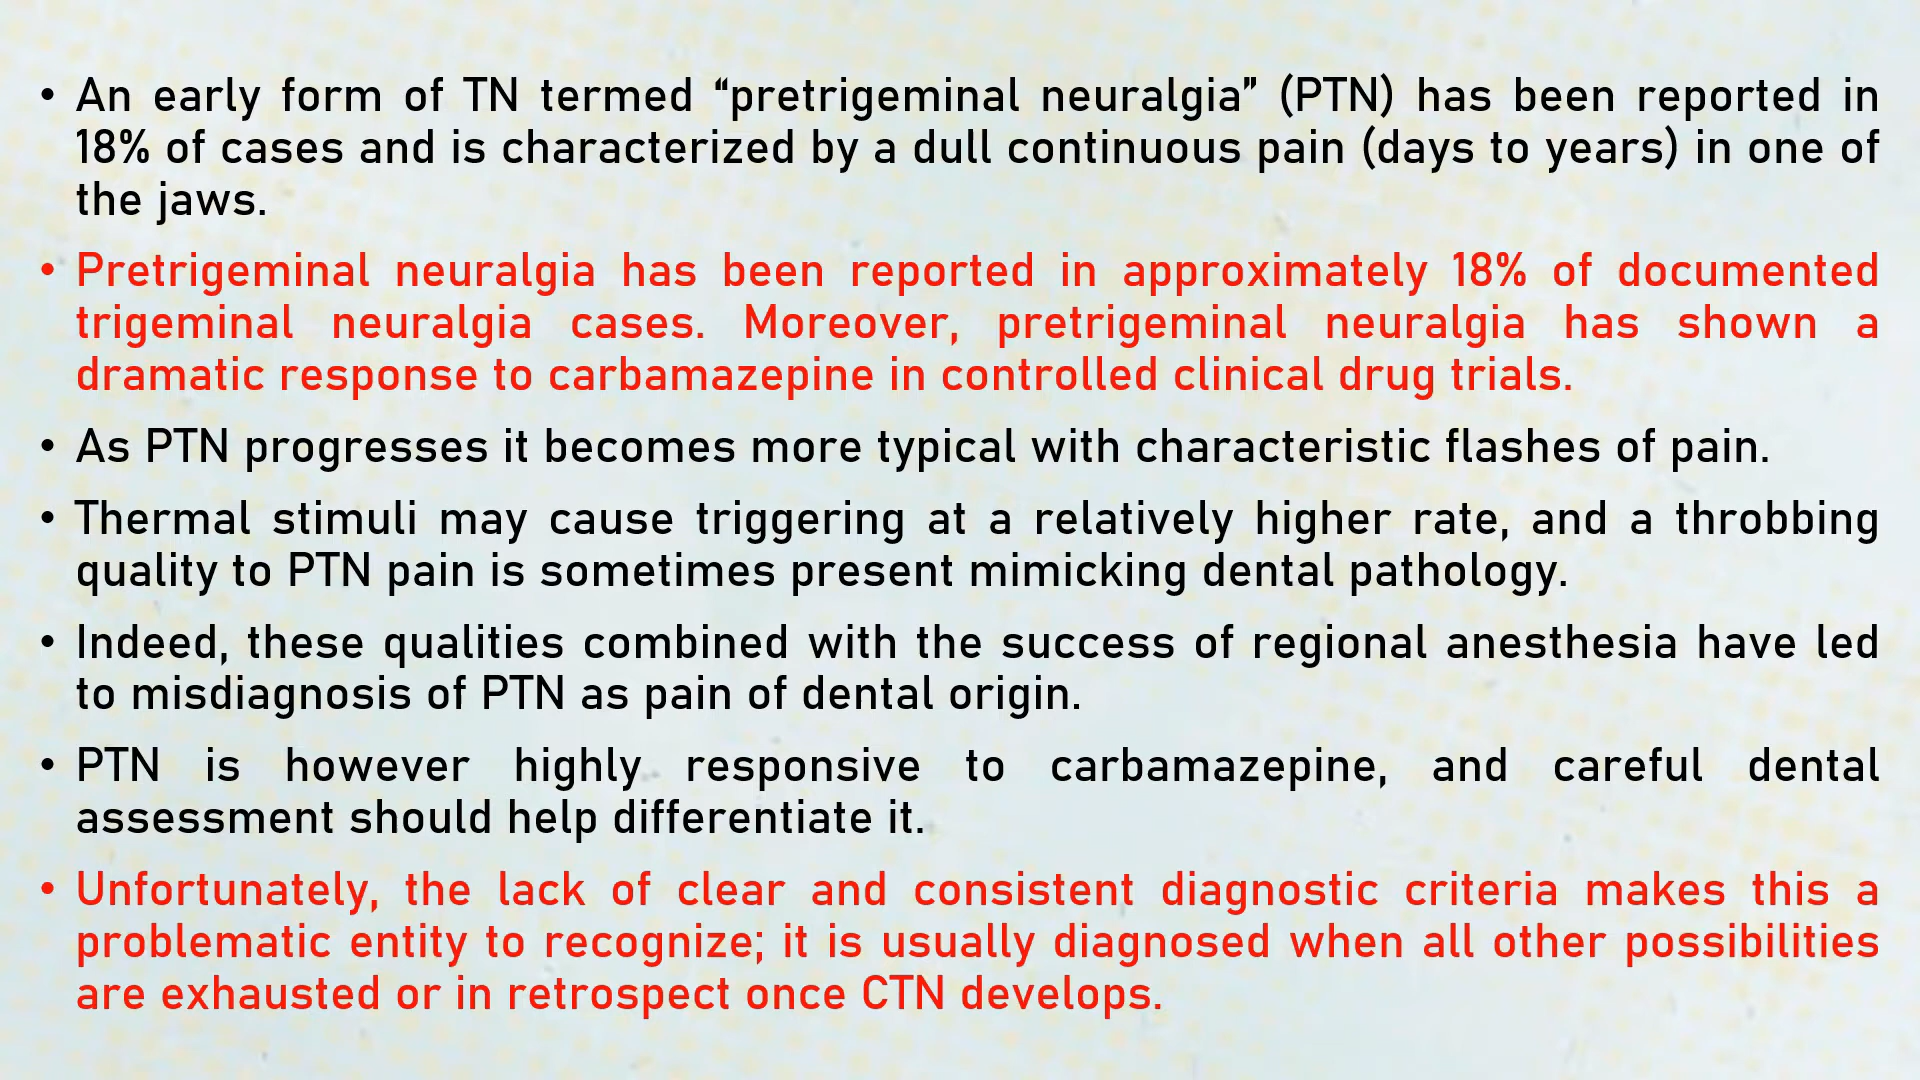 • An early form of TN termed “pretrigeminal neuralgia” (PTN) has been reported in
18% of cases and is characterized by a dull continuous pain (days to years) in one of
the jaws.
• Pretrigeminal neuralgia has been reported in approximately 18% of documented
trigeminal neuralgia cases. Moreover, pretrigeminal neuralgia has shown a
dramatic response to carbamazepine in controlled clinical drug trials.
• As PTN progresses it becomes more typical with characteristic flashes of pain.
• Thermal stimuli may cause triggering at a relatively higher rate, and a throbbing
quality to PTN pain is sometimes present mimicking dental pathology.
• Indeed, these qualities combined with the success of regional anesthesia have led
to misdiagnosis of PTN as pain of dental origin.
• PTN is however highly responsive to carbamazepine, and careful dental
assessment should help differentiate it.
• Unfortunately, the lack of clear and consistent diagnostic criteria makes this a
problematic entity to recognize; it is usually diagnosed when all other possibilities
are exhausted or in retrospect once CTN develops.